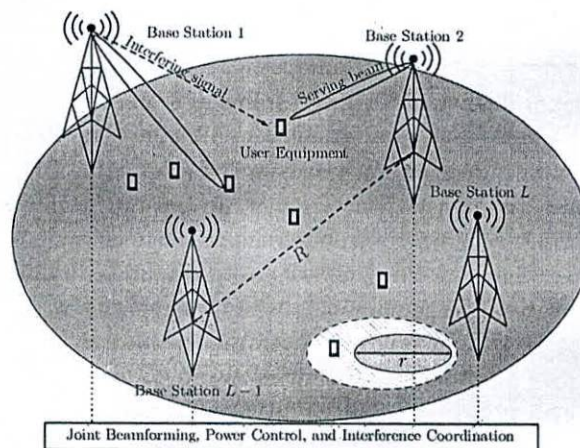 Base Station 1
Base Station 2
Interfering signal
Serving beam
User Equipment
Base Station L
R
r
Base Station L − 1
Joint Beamforming, Power Control, and Interference Coordination